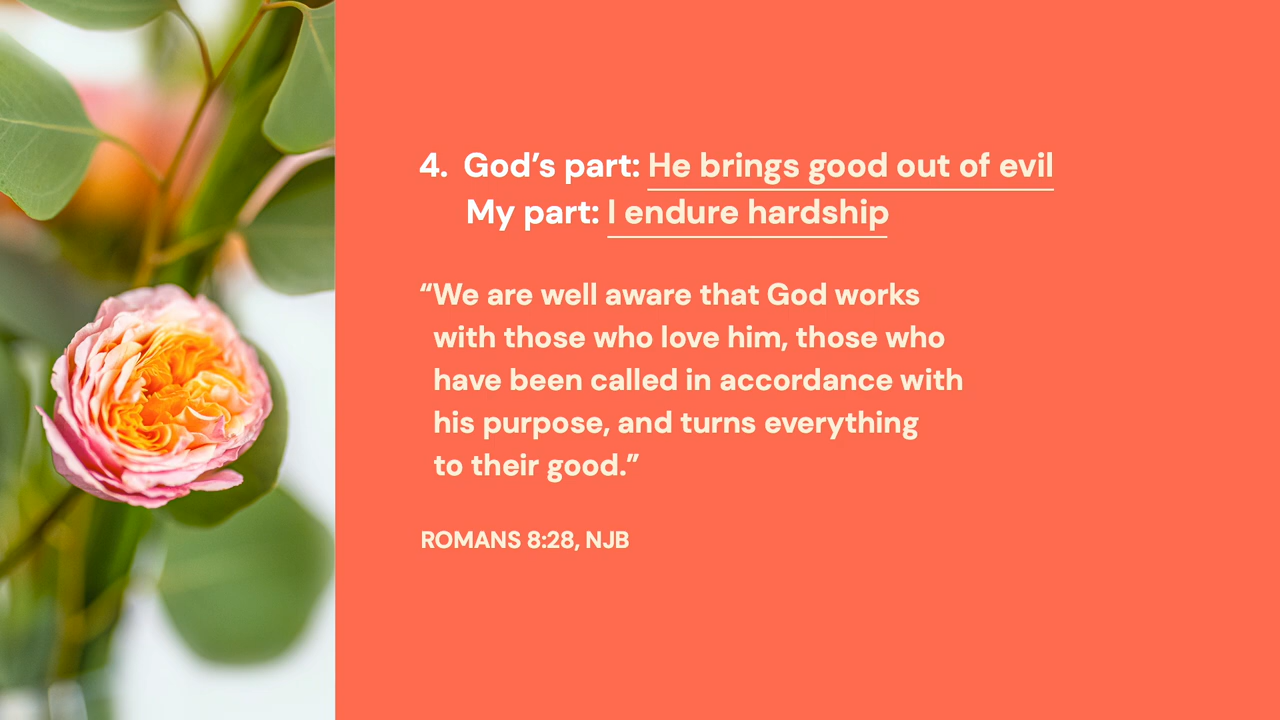 4. God’s part: He brings good out of evil
My part: I endure hardship
“We are well aware that God works
with those who love him, those who
have been called in accordance with
his purpose, and turns everything
to their good.”
ROMANS 8:28, NJB